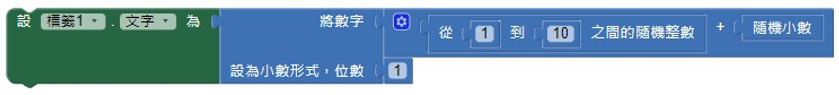 設 標籤1 . 文字 為 將數字 從 1 到 10 之間的隨機整數 + 隨機小數
設為小數形式，位數 1